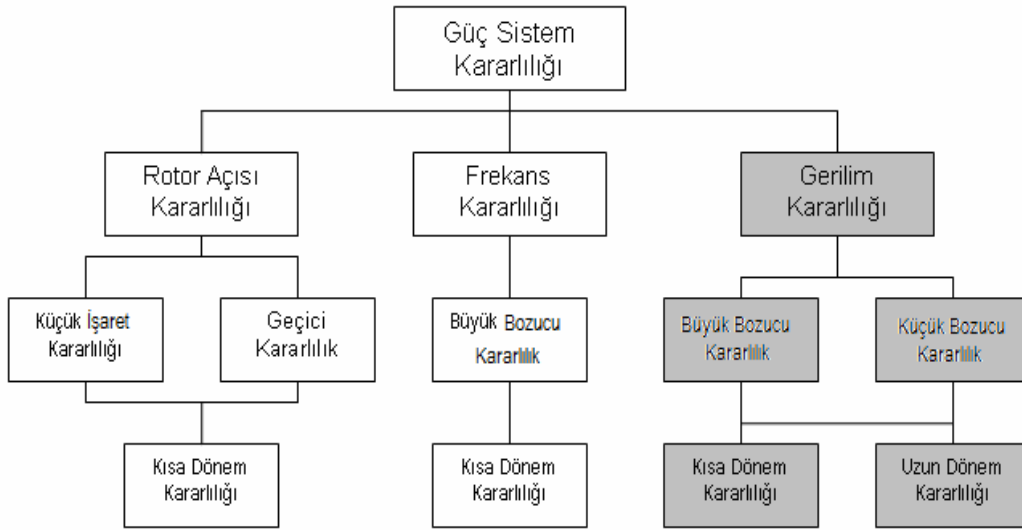 Güç Sistem
Kararlılığı
Rotor Açısı
Kararlılığı
Frekans
Kararlılığı
Gerilim
Kararlılığı
Küçük İşaret
Kararlılığı
Geçici
Kararlılık
Büyük Bozucu
Kararlılık
Büyük Bozucu
Kararlılık
Küçük Bozucu
Kararlılık
Kısa Dönem
Kararlılığı
Kısa Dönem
Kararlılığı
Kısa Dönem
Kararlılığı
Uzun Dönem
Kararlılığı